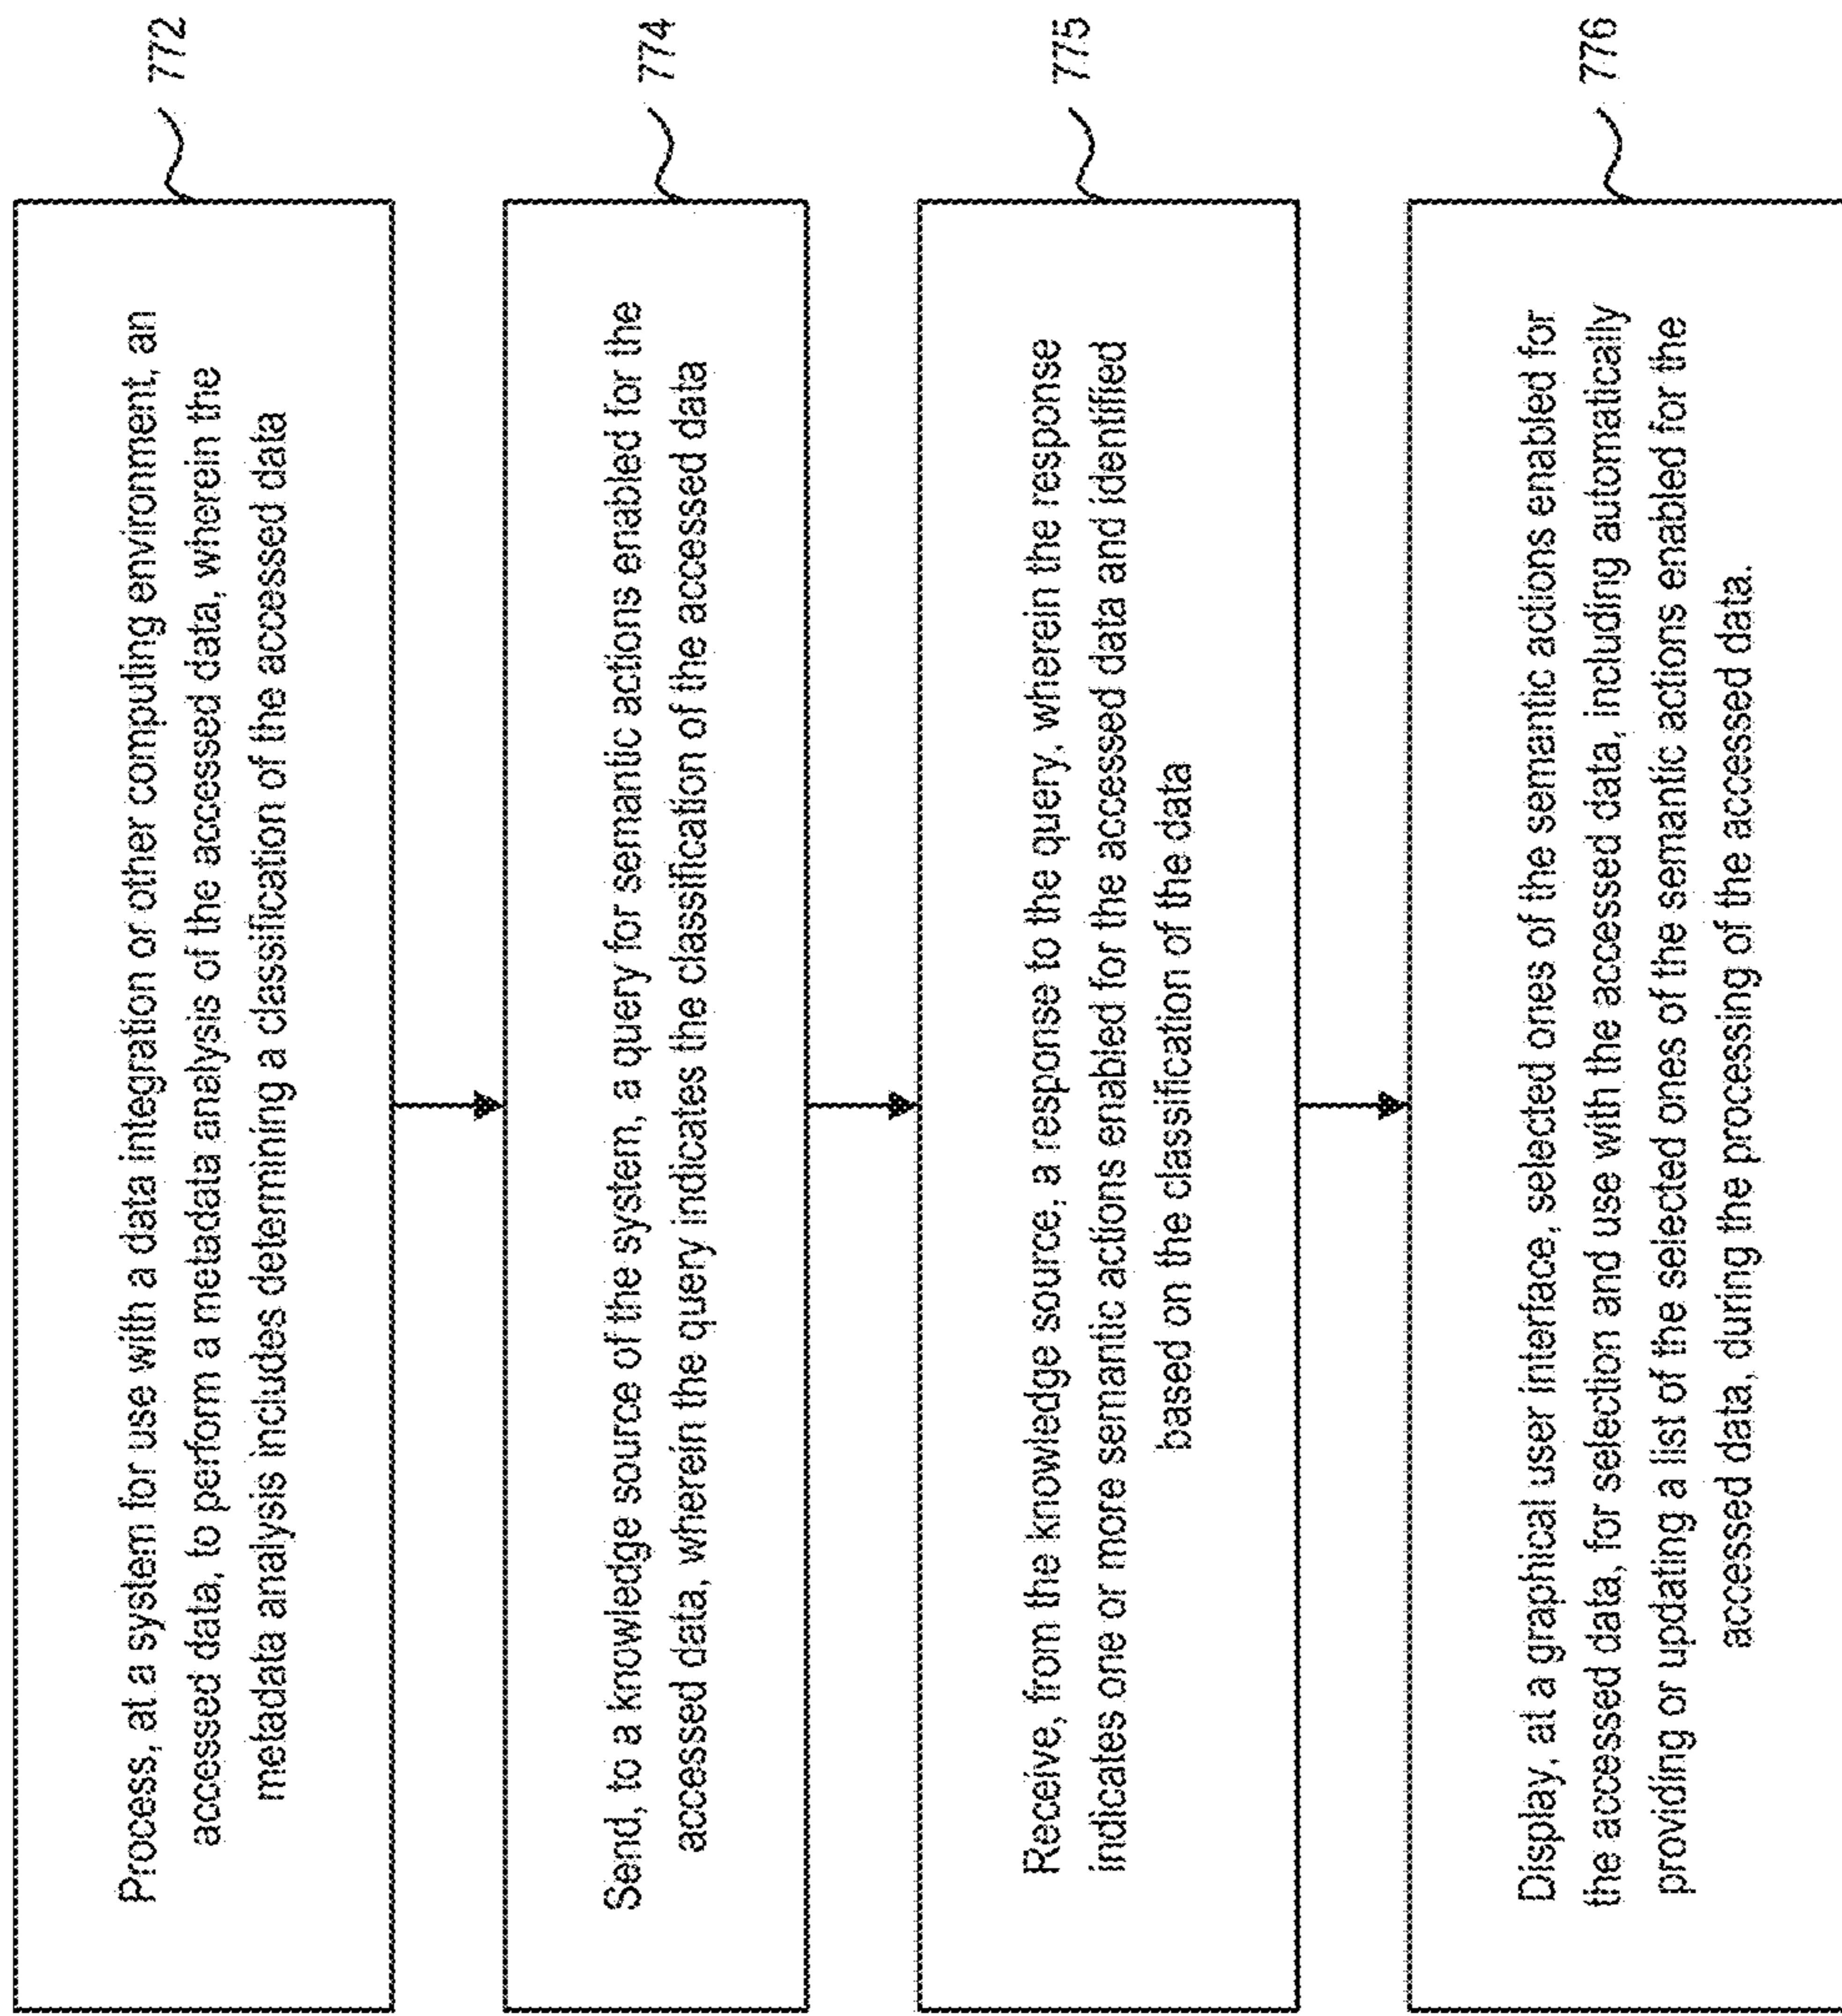 Process, at a system for use with a data integration or other computing environment, an
accessed data, to perform a metadata analysis of the accessed data, wherein the
metadata analysis includes determining a classification of the accessed data
772
Send, to a knowledge source of the system, a query for semantic actions enabled for the
accessed data, wherein the query indicates the classification of the accessed data
774
Receive, from the knowledge source, a response to the query, wherein the response
indicates one or more semantic actions enabled for the accessed data and identified
based on the classification of the data
775
Display, at a graphical user interface, selected ones of the semantic actions enabled for
the accessed data, for selection and use with the accessed data, including automatically
providing or updating a list of the selected ones of the semantic actions enabled for the
accessed data, during the processing of the accessed data.
776